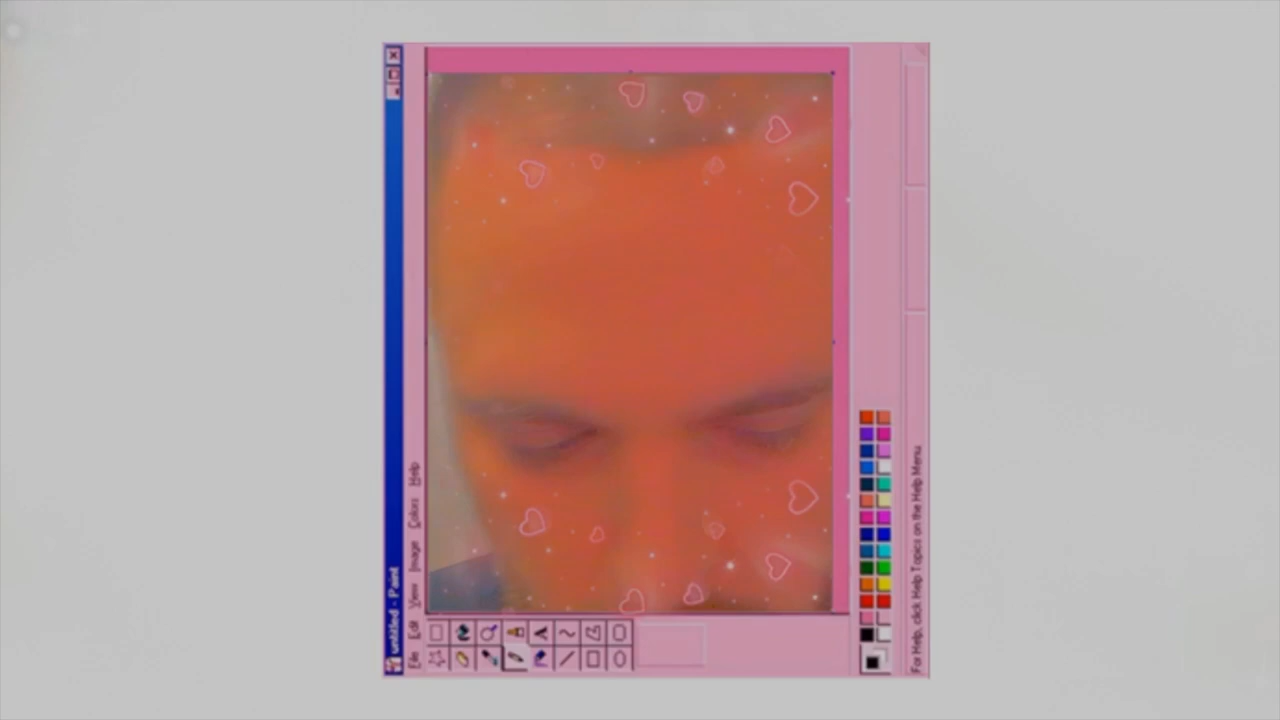 untitled - Paint
File Edit View Image Colors Help
For Help, click Help Topics on the Help Menu